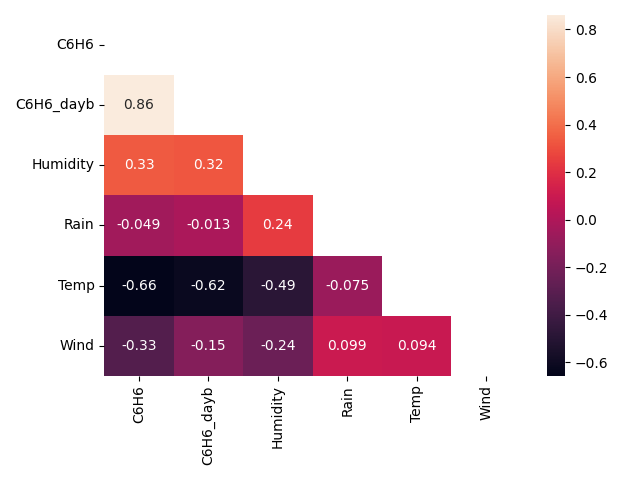 C6H6
C6H6_dayb 0.86
Humidity 0.33 0.32
Rain -0.049 -0.013 0.24
Temp -0.66 -0.62 -0.49 -0.075
Wind -0.33 -0.15 -0.24 0.099 0.094
C6H6 C6H6_dayb Humidity Rain Temp Wind
0.8
0.6
0.4
0.2
0.0
−0.2
−0.4
−0.6